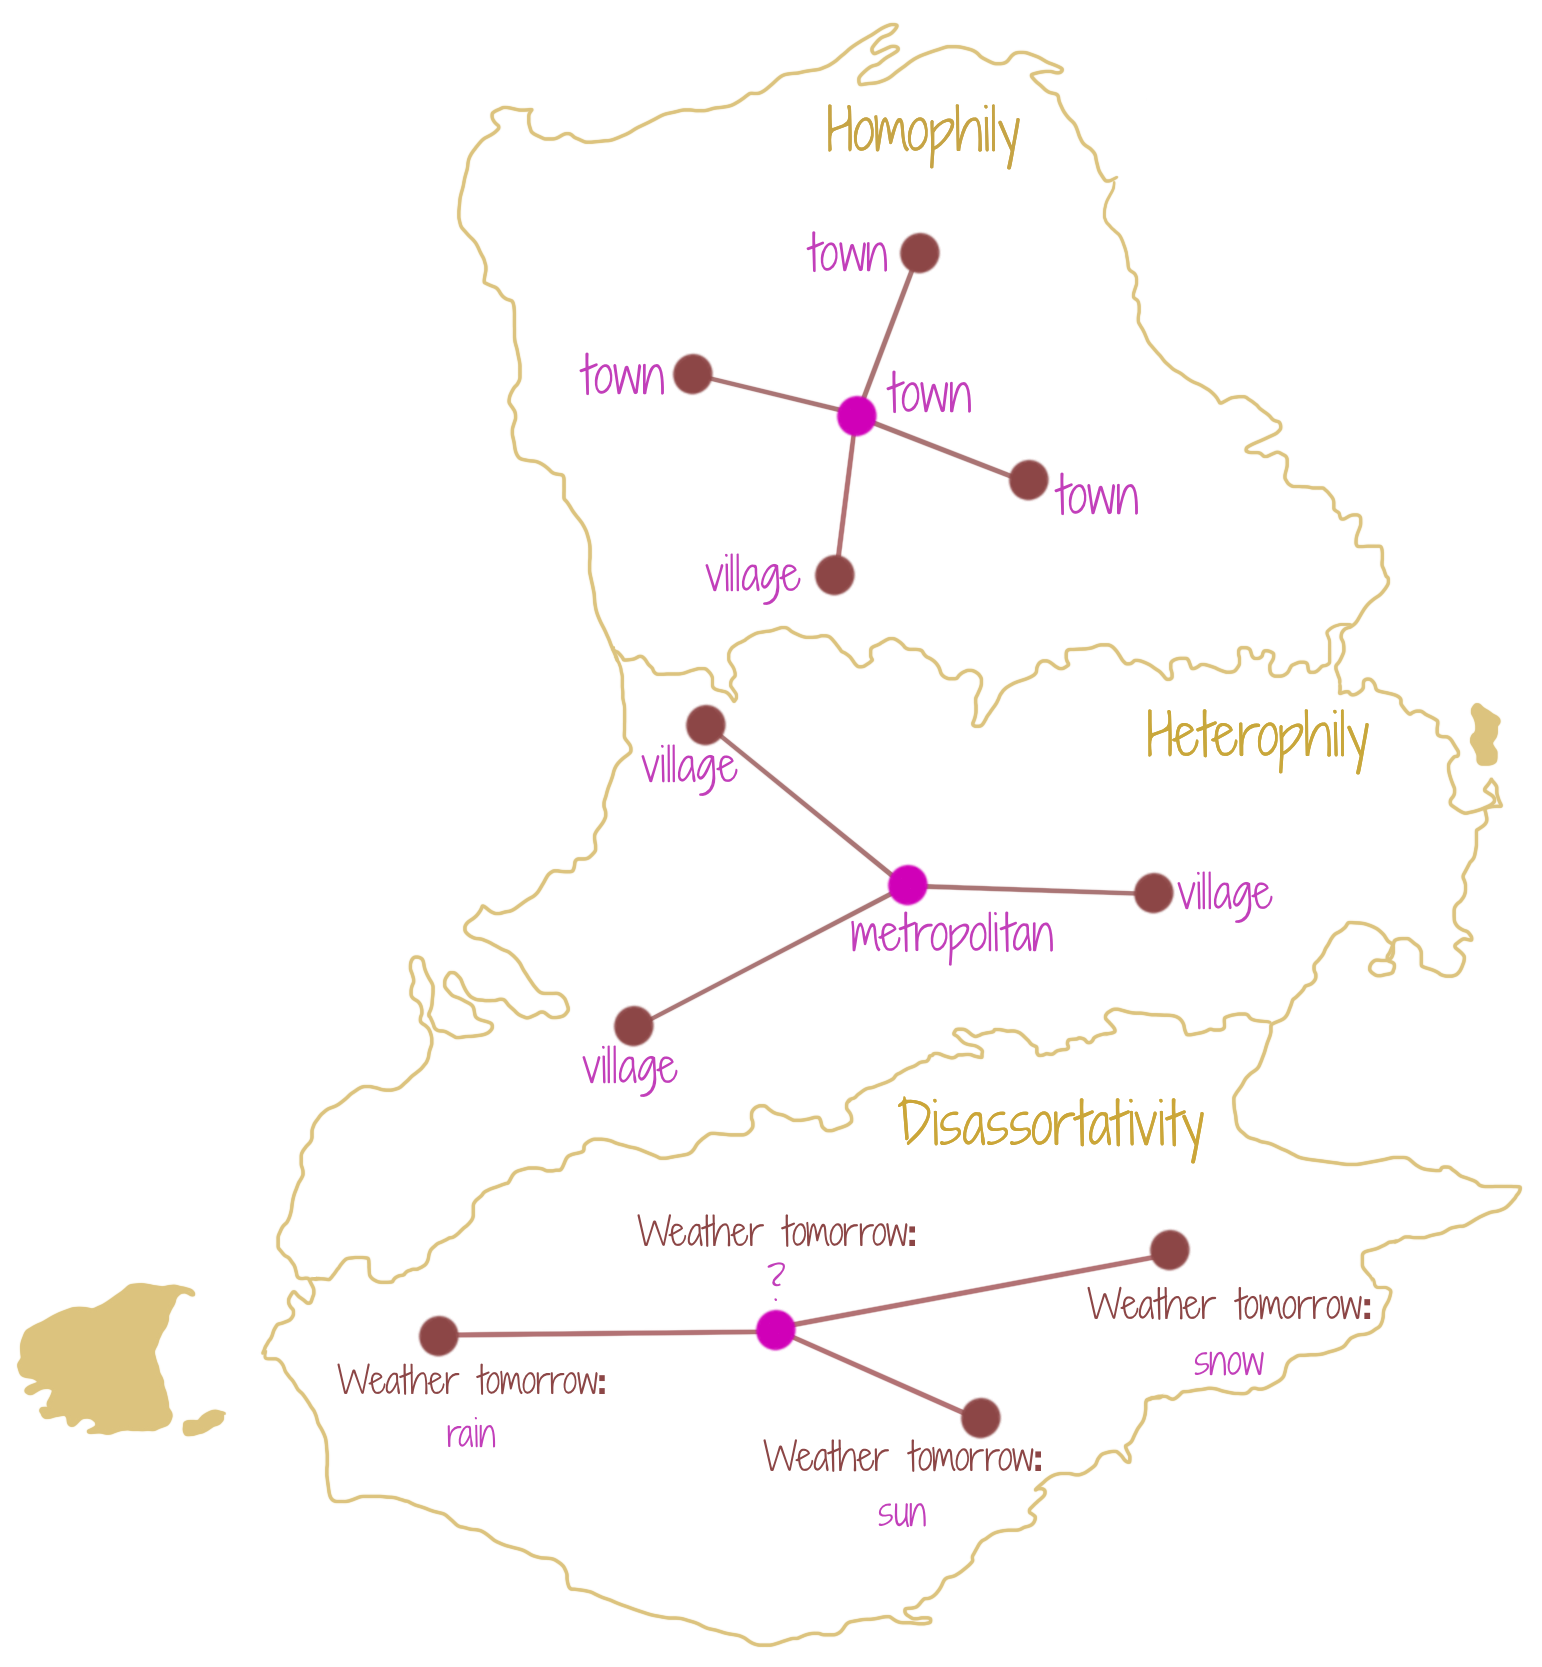 Homophily
town
town
town
town
village
Heterophily
village
village
metropolitan
village
Disassortativity
Weather tomorrow:
?
Weather tomorrow:
snow
Weather tomorrow:
rain
Weather tomorrow:
sun